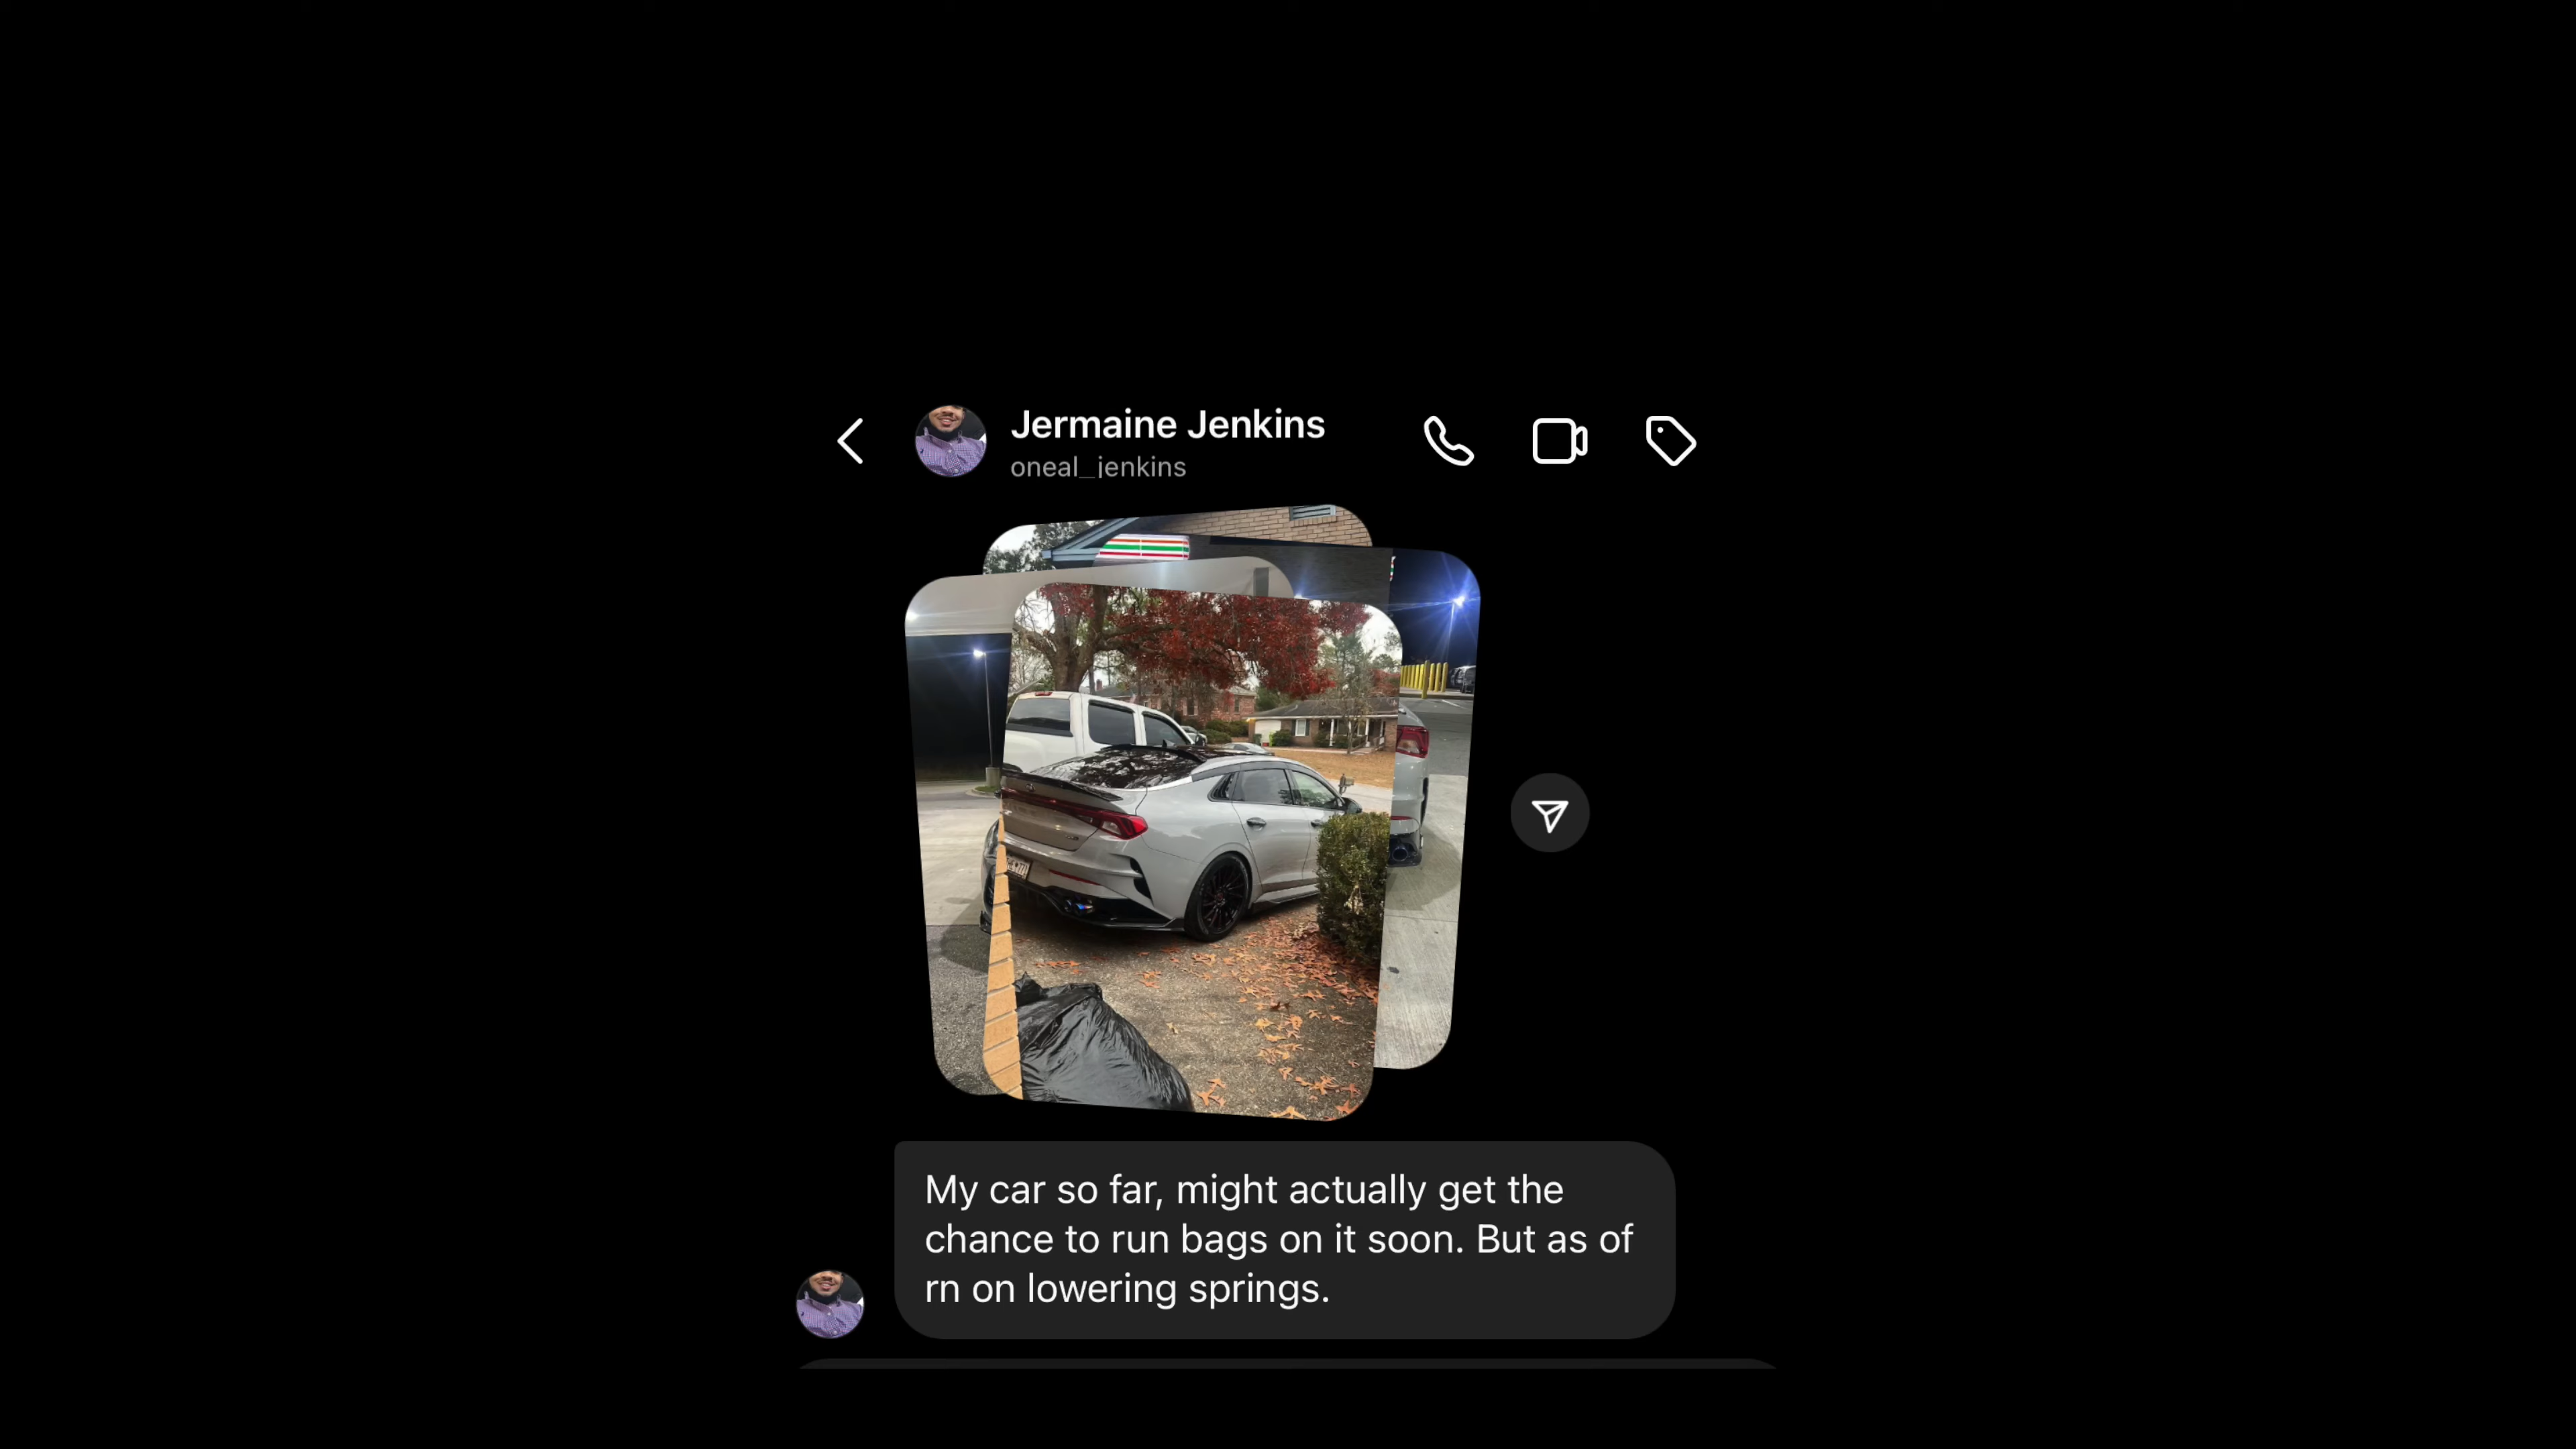 Jermaine Jenkins
oneal_jenkins
My car so far, might actually get the
chance to run bags on it soon. But as of
rn on lowering springs.